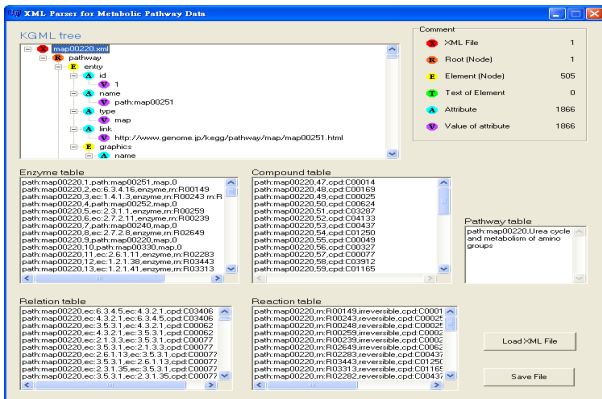 XML Parzer for Metabolic Pathway Data
KGML tree
X map00220.xml
R pathway
E entry
A id
V 1
A name
V path:map00251
A type
V map
A link
V http://www.genome.jp/kegg/pathway/map/map00251.html
E graphics
A name
Comment
X XML File 1
R Root (Node) 1
E Element (Node) 505
T Text of Element 0
A Attribute 1866
V Value of attribute 1866
Enzyme table
path:map00220,1,path:map00251,map,0
path:map00220,2,ec:6.3.4.16,enzyme,rn:R00149
path:map00220,3,ec:1.4.1.3,enzyme,rn:R00243 rn:R
path:map00220,4,path:map00252,map,0
path:map00220,5,ec:2.3.1.1,enzyme,rn:R00259
path:map00220,6,ec:2.7.2.11,enzyme,rn:R00239
path:map00220,7,path:map00240,map,0
path:map00220,8,ec:2.7.2.8,enzyme,rn:R02649
path:map00220,9,path:map00220,map,0
path:map00220,10,path:map00330,map,0
path:map00220,11,ec:2.6.1.11,enzyme,rn:R02283
path:map00220,12,ec:1.2.1.38,enzyme,rn:R03443
path:map00220,13,ec:1.2.1.41,enzyme,rn:R03313
Compound table
path:map00220,47,cpd:C00014
path:map00220,48,cpd:C00169
path:map00220,49,cpd:C00025
path:map00220,50,cpd:C00624
path:map00220,51,cpd:C03287
path:map00220,52,cpd:C04133
path:map00220,53,cpd:C00437
path:map00220,54,cpd:C01250
path:map00220,55,cpd:C00049
path:map00220,56,cpd:C00327
path:map00220,57,cpd:C00077
path:map00220,58,cpd:C03912
path:map00220,59,cpd:C01165
Pathway table
path:map00220,Urea cycle
and metabolism of amino
groups
Relation table
path:map00220,ec:6.3.4.5,ec:4.3.2.1,cpd:C03406
path:map00220,ec:4.3.2.1,ec:6.3.4.5,cpd:C03406
path:map00220,ec:3.5.3.1,ec:4.3.2.1,cpd:C00062
path:map00220,ec:4.3.2.1,ec:3.5.3.1,cpd:C00062
path:map00220,ec:2.1.3.3,ec:3.5.3.1,cpd:C00077
path:map00220,ec:3.5.3.1,ec:2.1.3.3,cpd:C00077
path:map00220,ec:2.6.1.13,ec:3.5.3.1,cpd:C00077
path:map00220,ec:3.5.3.1,ec:2.6.1.13,cpd:C00077
path:map00220,ec:2.3.1.35,ec:3.5.3.1,cpd:C00077
path:map00220,ec:3.5.3.1,ec:2.3.1.35,cpd:C00077
Reaction table
path:map00220,rn:R00149,irreversible,cpd:C0001
path:map00220,rn:R00243,irreversible,cpd:C00025
path:map00220,rn:R00248,irreversible,cpd:C00025
path:map00220,rn:R00259,irreversible,cpd:C0002
path:map00220,rn:R00239,irreversible,cpd:C0002
path:map00220,rn:R02649,irreversible,cpd:C0062
path:map00220,rn:R02283,irreversible,cpd:C00437
path:map00220,rn:R03443,irreversible,cpd:C01250
path:map00220,rn:R03313,irreversible,cpd:C01165
path:map00220,rn:R02282,irreversible,cpd:C00437
Load XML File
Save File